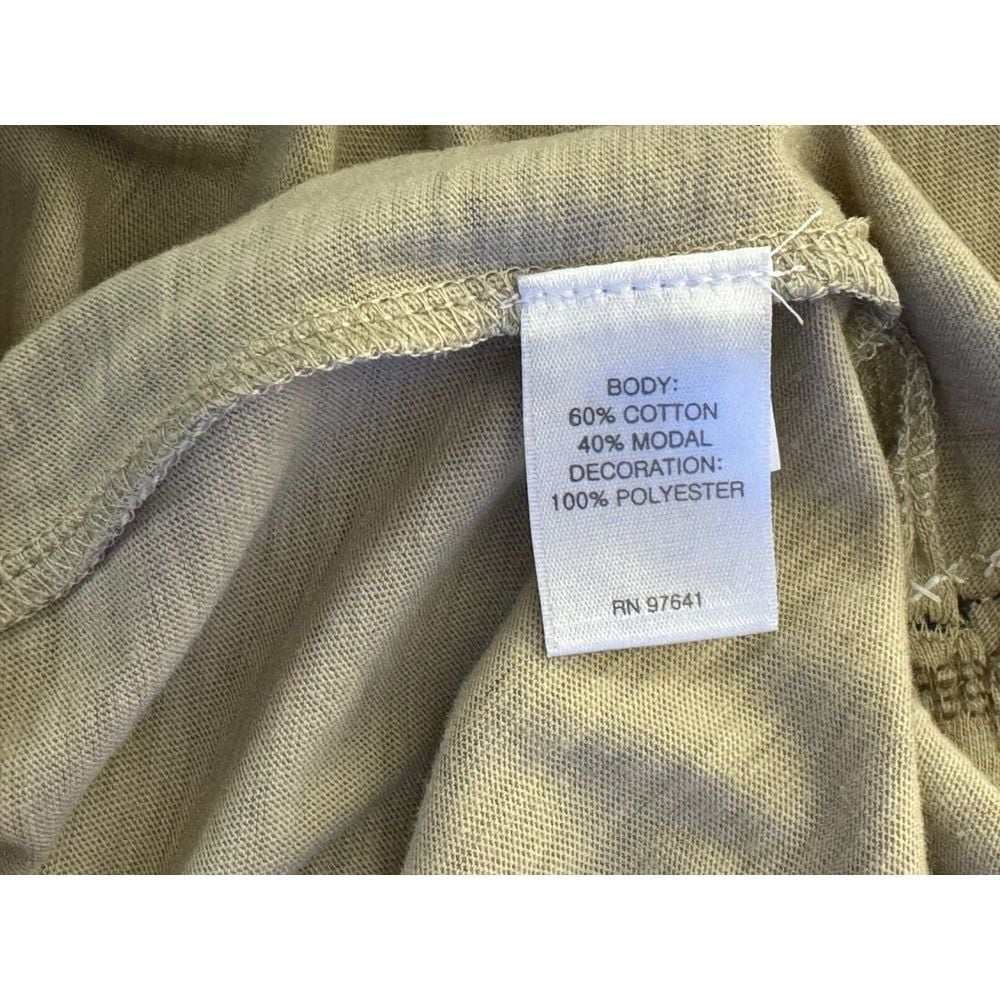 BODY:
60% COTTON
40% MODAL
DECORATION:
100% POLYESTER
RN 97641